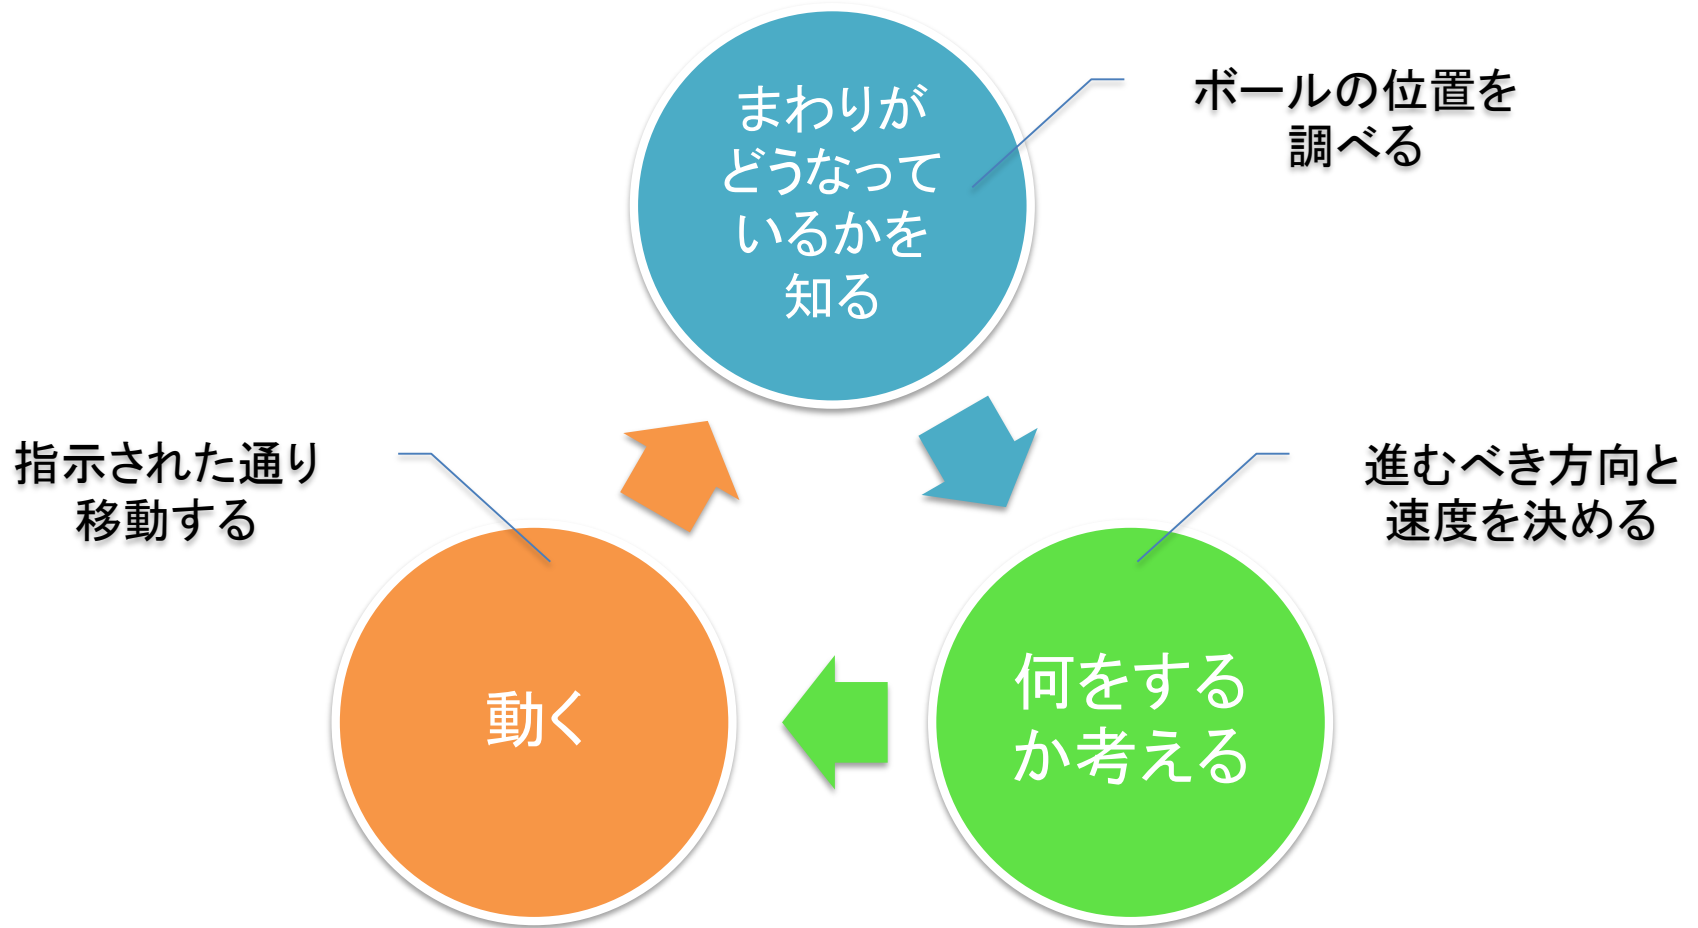 まわりが
どうなって
いるかを
知る
ボールの位置を
調べる
指示された通り
移動する
進むべき方向と
速度を決める
動く
何をする
か考える